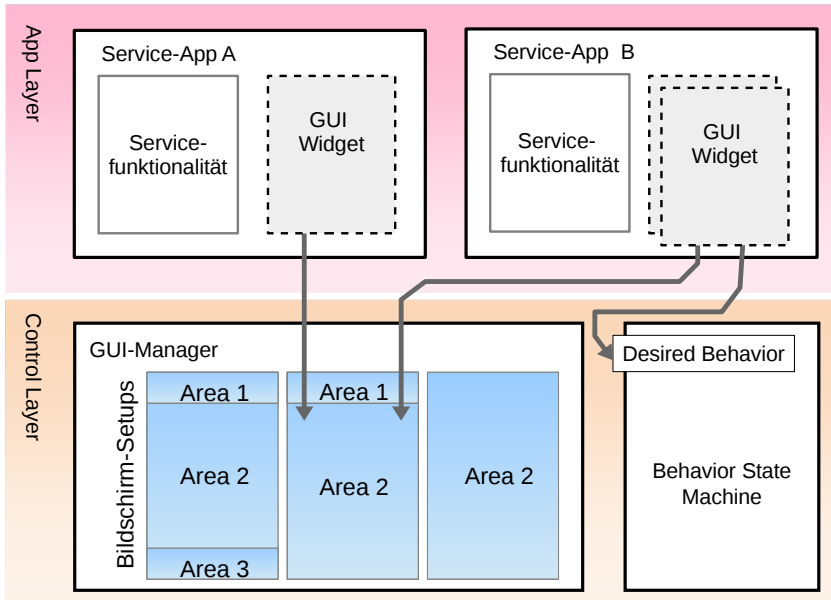 App Layer
Service-App A
Service-
funktionalität
GUI
Widget
Service-App B
Service-
funktionalität
GUI
Widget
Control Layer
GUI-Manager
Bildschirm-Setups
Area 1
Area 2
Area 3
Area 1
Area 2
Area 2
Desired Behavior
Behavior State
Machine